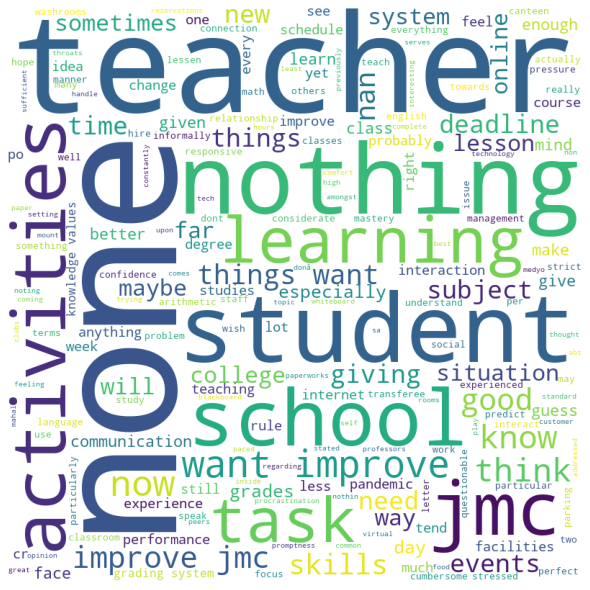 washrooms
reservations
canteen
sometimes
connection
new
see
system
enough
teacher
throats
lessen
one
schedule
everything
feel
online
hope
idea
many
manner
math
others
every
learn
yet
serves
teach
actually
pressure
sufficient
handle
change
previously
nan
interesting
really
towards
course
least
relationship
improve
english
time
given
hours
complete
deadline
po
hire
informally
things
class
probably
lesson
mind
well
constantly
responsive
classes
technology
non
activities
none
nothing
paper
setting
tech
dont
considerate
mastery
right
issue
management
mount
upon
high
amongst
comfort
something
better
far
degree
learning
make
best
knowledge values
confidence
things want
donâ
interaction
medyo
strict
noting
coming
comes
studies
staff
especially
subject
give
maybe
arithmetic
topic
whiteboard
understand
per
clubs
trying
anything
problem
wish
lot
student
terms
week
sa
social
thought
feeling
will
college
giving
situation
experienced
may
abt
study
blackboard
teaching
paperworks
internet
transferee
rooms
predict
standard
mahal
language
use
communication
rule
school
self
good
guess
customer
interact
opinion
particularly
now
paced
stated
professors
know
work
play
addressed
still
regarding
want improve
think
experience
grades
less
pandemic
letter
particular
inside
procrastination
nothin
need
way
questionable
parking
classroom
speak
peers
task
jmc
tend
cr
performance
promptness
common
virtual
day
facilities
two
great
face
improve jmc
skills
much
food
events
perfect
grading system
focus
cumbersome stressed